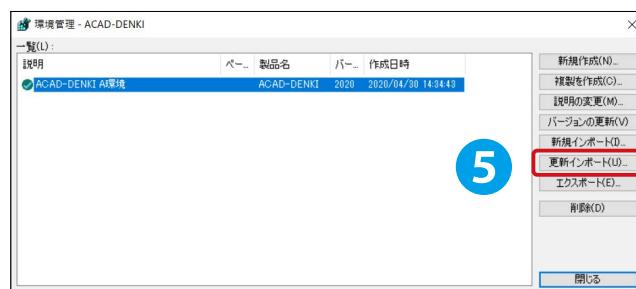 環境管理 - ACAD-DENKI
一覧(L):
説明 ペー... 製品名 バー... 作成日時
ACAD-DENKI AI環境 ACAD-DENKI 2020 2020/04/30 14:34:43
新規作成(N)...
複製を作成(C)...
説明の変更(M)...
バージョンの更新(V)
新規インポート(I)...
更新インポート(U)...
5
エクスポート(E)...
削除(D)
閉じる